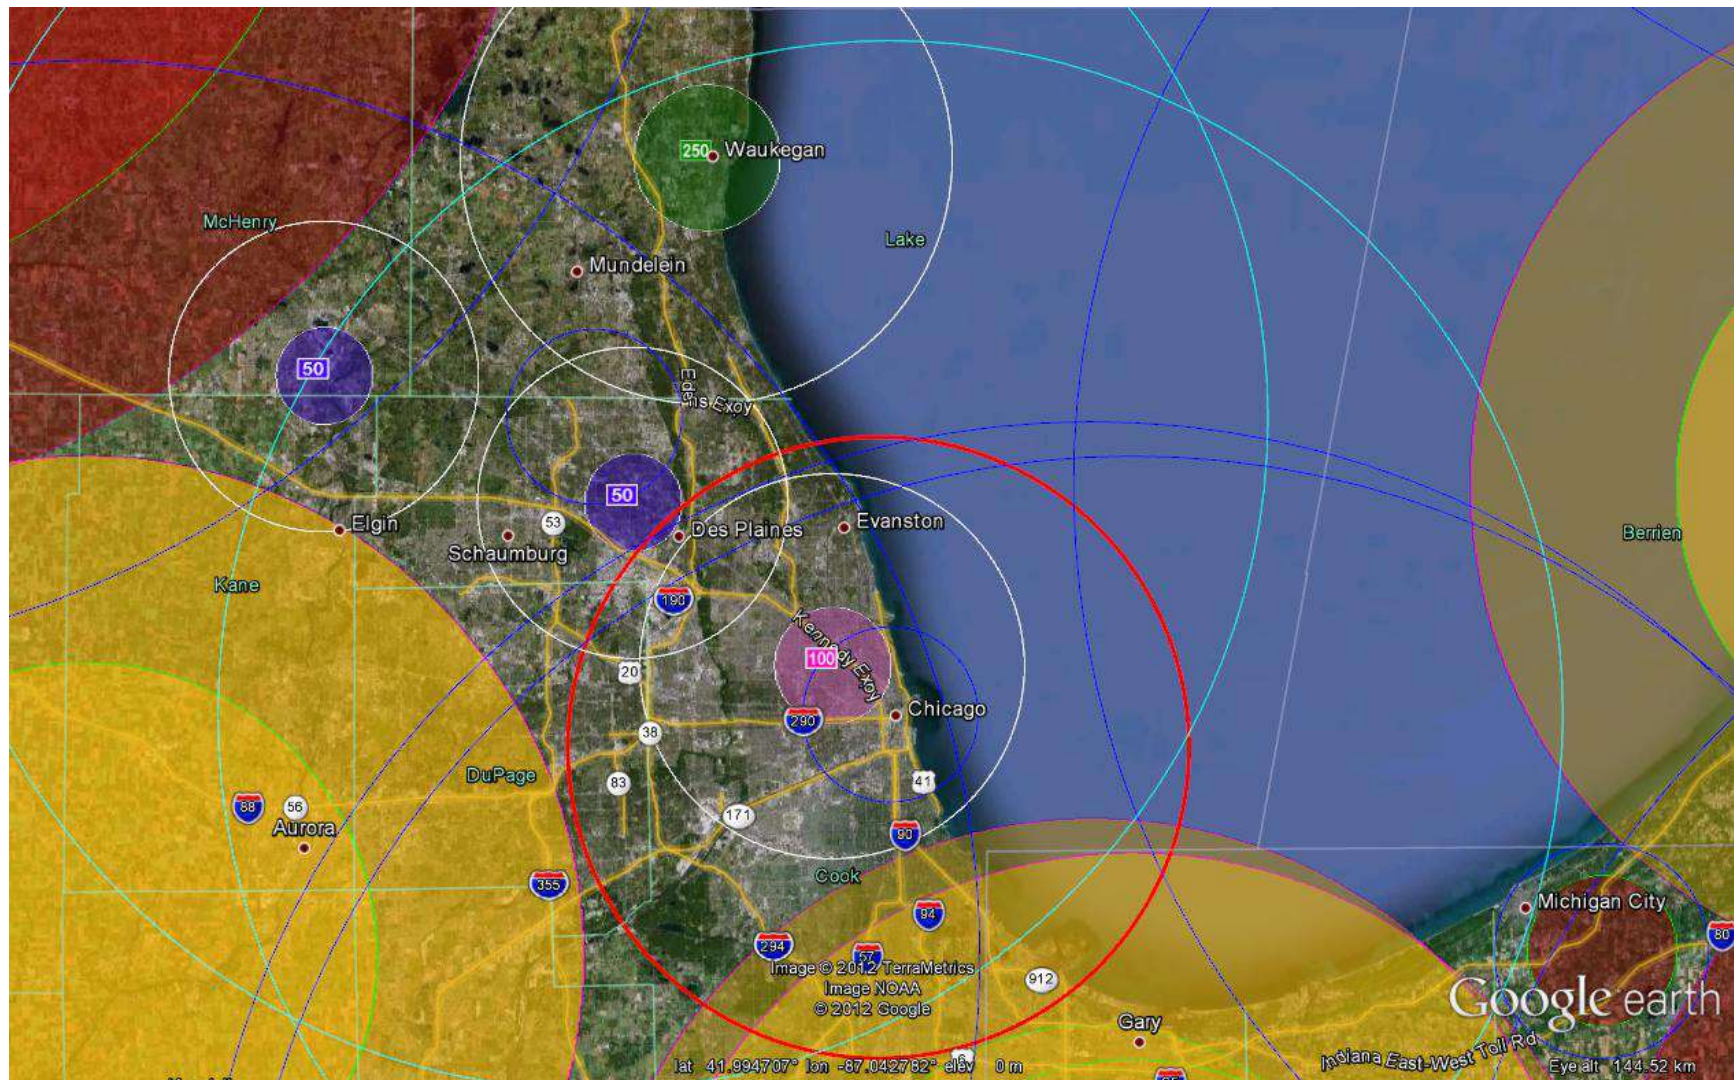 250
Waukegan
McHenry
Lake
Mundelein
50
Edens Expy
50
Elgin
53
Des Plaines
Evanston
Schaumburg
Berrien
Kane
190
Kennedy Expy
100
20
Chicago
290
38
DuPage
83
41
88
56
171
Aurora
90
Cook
355
94
Michigan City
294
57
80
Image © 2012 TerraMetrics
Image NOAA
© 2012 Google
912
Google earth
Gary
Indiana East-West Toll Rd
6
lat 41.994707° lon -87.042782° elev 0 m
Eye alt 144.52 km